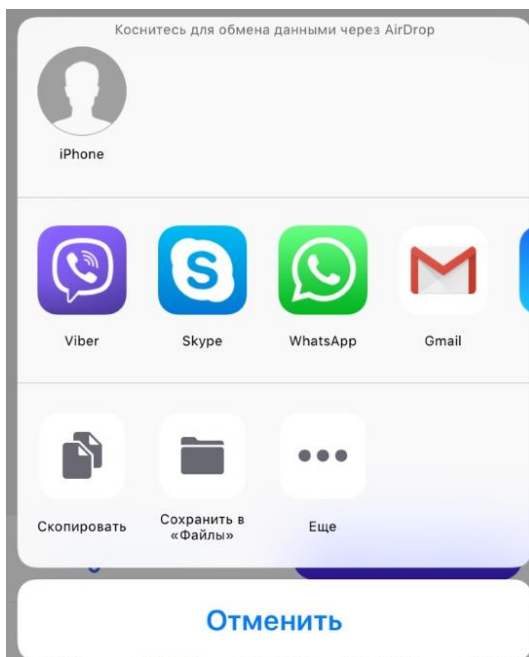 Коснитесь для обмена данными через AirDrop
iPhone
Viber
Skype
WhatsApp
Gmail
Скопировать
Сохранить в
«Файлы»
Еще
Отменить